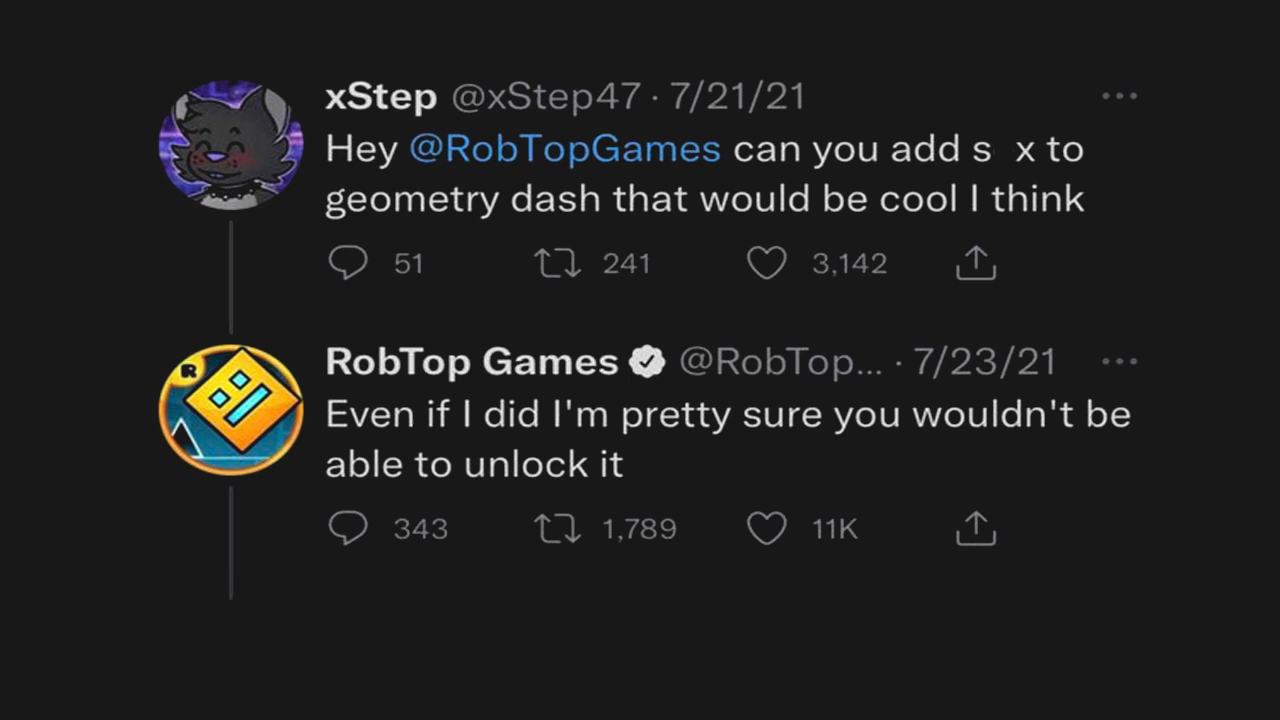 xStep @xStep47 · 7/21/21
Hey @RobTopGames can you add s  x to
geometry dash that would be cool I think
51 241 3,142
RobTop Games @RobTop... · 7/23/21
R
Even if I did I'm pretty sure you wouldn't be
able to unlock it
343 1,789 11K